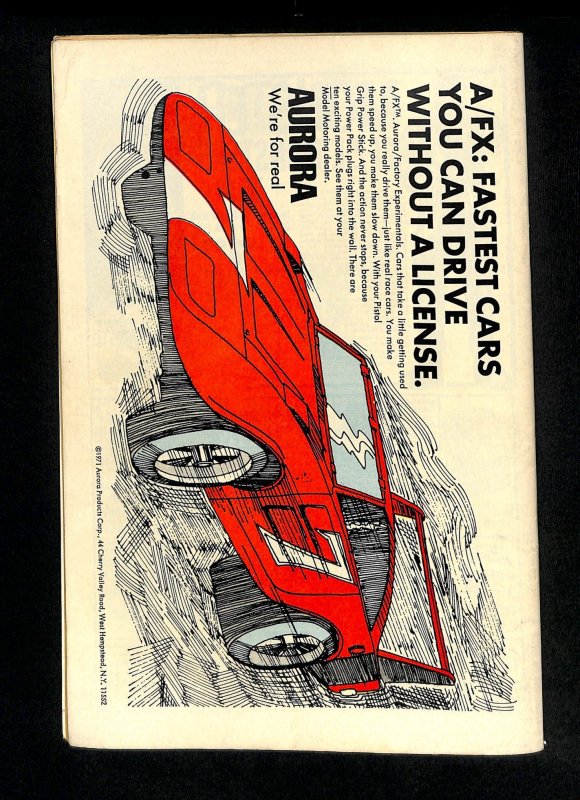 A/FX: FASTEST CARS
YOU CAN DRIVE
WITHOUT A LICENSE.
A/FX™. Aurora/Factory Experimentals. Cars that take a little getting used
to, because you really drive them—just like real race cars. You make
them speed up, you make them slow down. With your Pistol
Grip Power Stick. And the action never stops, because
your Power Pack plugs right into the wall. There are
ten exciting models. See them at your
Model Motoring dealer.
AURORA
We're for real
7
©1971 Aurora Products Corp., 44 Cherry Valley Road, West Hempstead, N.Y. 11552